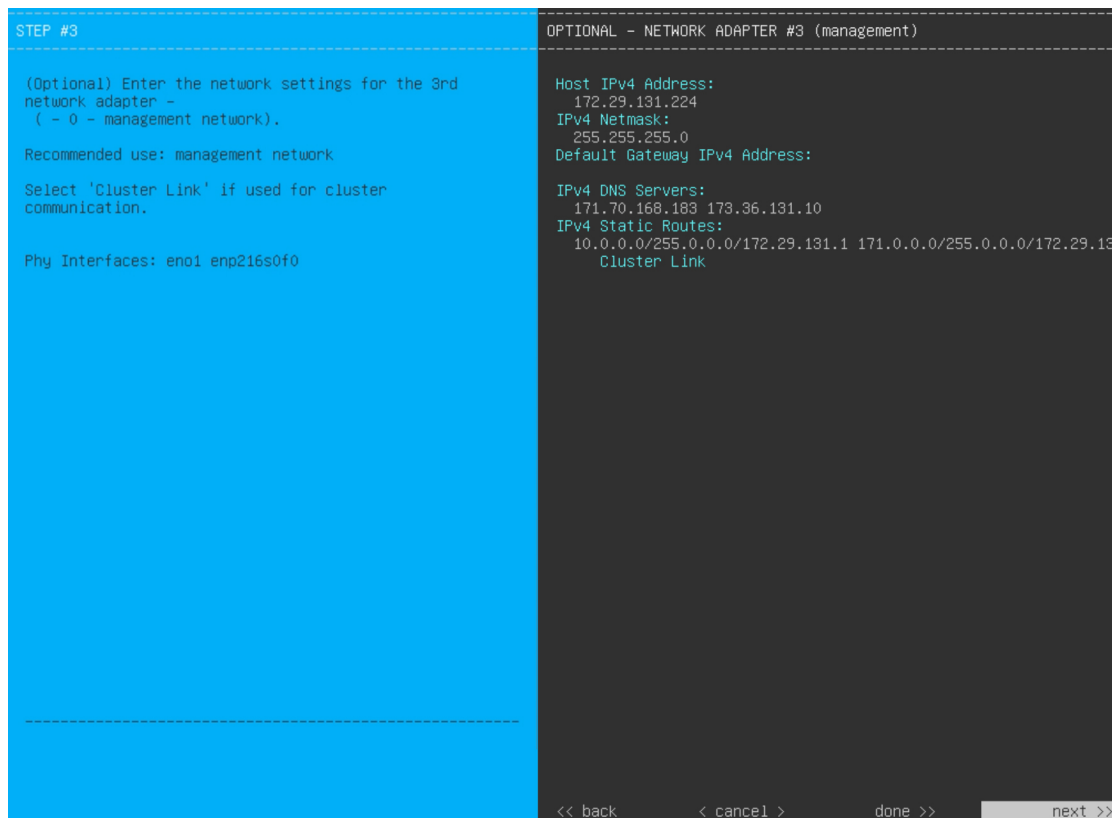 STEP #3
(Optional) Enter the network settings for the 3rd
network adapter -
( - 0 - management network).
Recommended use: management network
Select 'Cluster Link' if used for cluster
communication.
Phy Interfaces: eno1 enp216s0f0
OPTIONAL - NETWORK ADAPTER #3 (management)
Host IPv4 Address:
172.29.131.224
IPv4 Netmask:
255.255.255.0
Default Gateway IPv4 Address:
IPv4 DNS Servers:
171.70.168.183 173.36.131.10
IPv4 Static Routes:
10.0.0.0/255.0.0.0/172.29.131.1 171.0.0.0/255.0.0.0/172.29.13
Cluster Link
<< back < cancel > done >> next >>